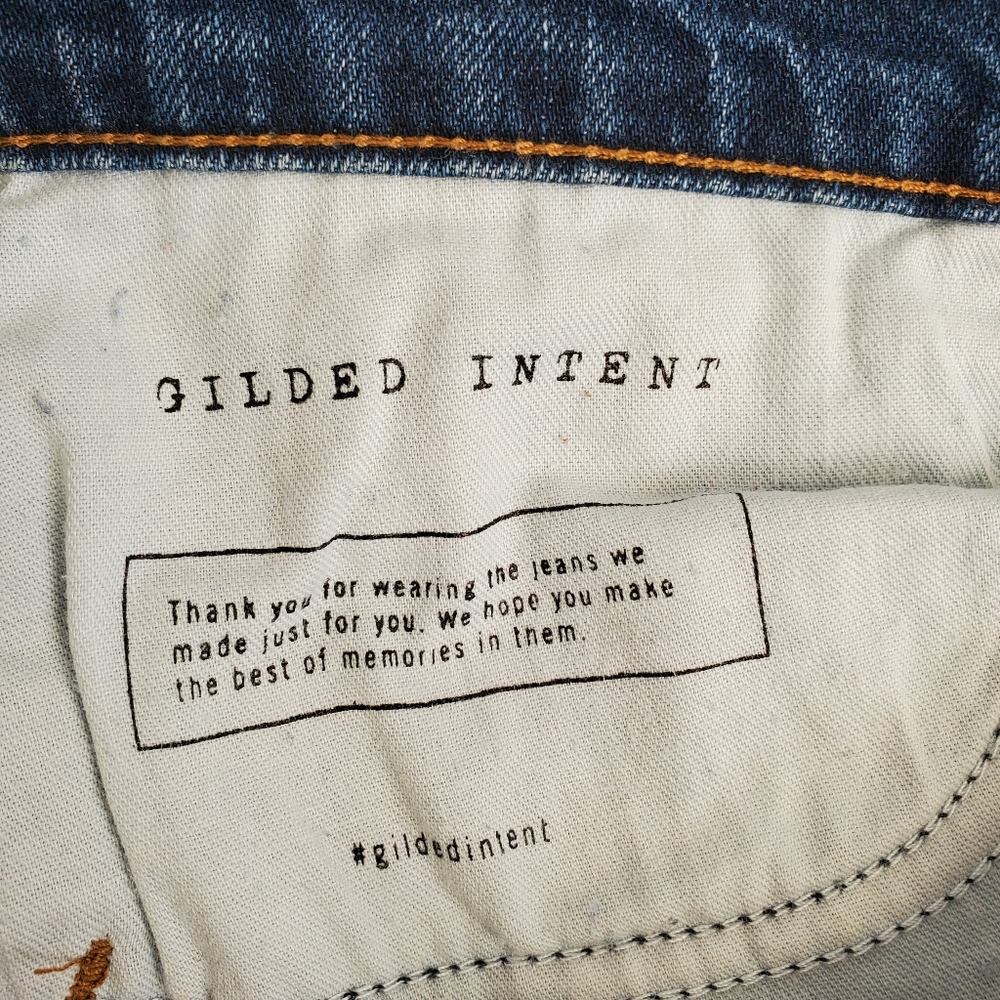 GILDED INTENT
Thank you for wearing the jeans we
made just for you. We hope you make
the best of memories in them.
#gildedintent